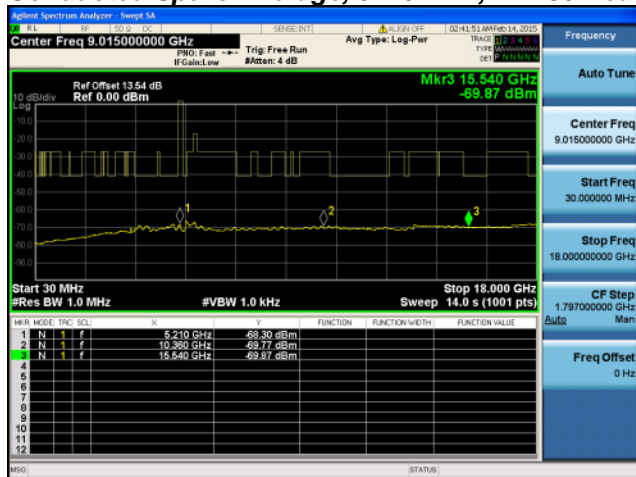 Agilent Spectrum Analyzer - Swept SA
RL RF 50 Ω DC SENSE:INT ALIGN OFF 02:41:51 AM Feb 14, 2015
Center Freq 9.015000000 GHz
PNO: Fast
IFGain:Low
Trig: Free Run
#Atten: 4 dB
Avg Type: Log-Pwr
TRACE 1 2 3 4 5 6
TYPE
DET P N N N N N
Ref Offset 13.54 dB
10 dB/div Ref 0.00 dBm
Log
Mkr3 15.540 GHz
-69.87 dBm
-10.0
-20.0
-30.0
-40.0
-50.0
-60.0
-70.0
-80.0
-90.0
1
2
3
Start 30 MHz Stop 18.000 GHz
#Res BW 1.0 MHz #VBW 1.0 kHz Sweep 14.0 s (1001 pts)
MKR MODE TRC SCL X Y FUNCTION FUNCTION WIDTH FUNCTION VALUE
1 N 1 f 5.210 GHz -68.30 dBm
2 N 1 f 10.360 GHz -69.77 dBm
3 N 1 f 15.540 GHz -69.87 dBm
4
5
6
7
8
9
10
11
12
MSG STATUS
Frequency
Auto Tune
Center Freq
9.015000000 GHz
Start Freq
30.000000 MHz
Stop Freq
18.000000000 GHz
CF Step
1.797000000 GHz
Auto Man
Freq Offset
0 Hz